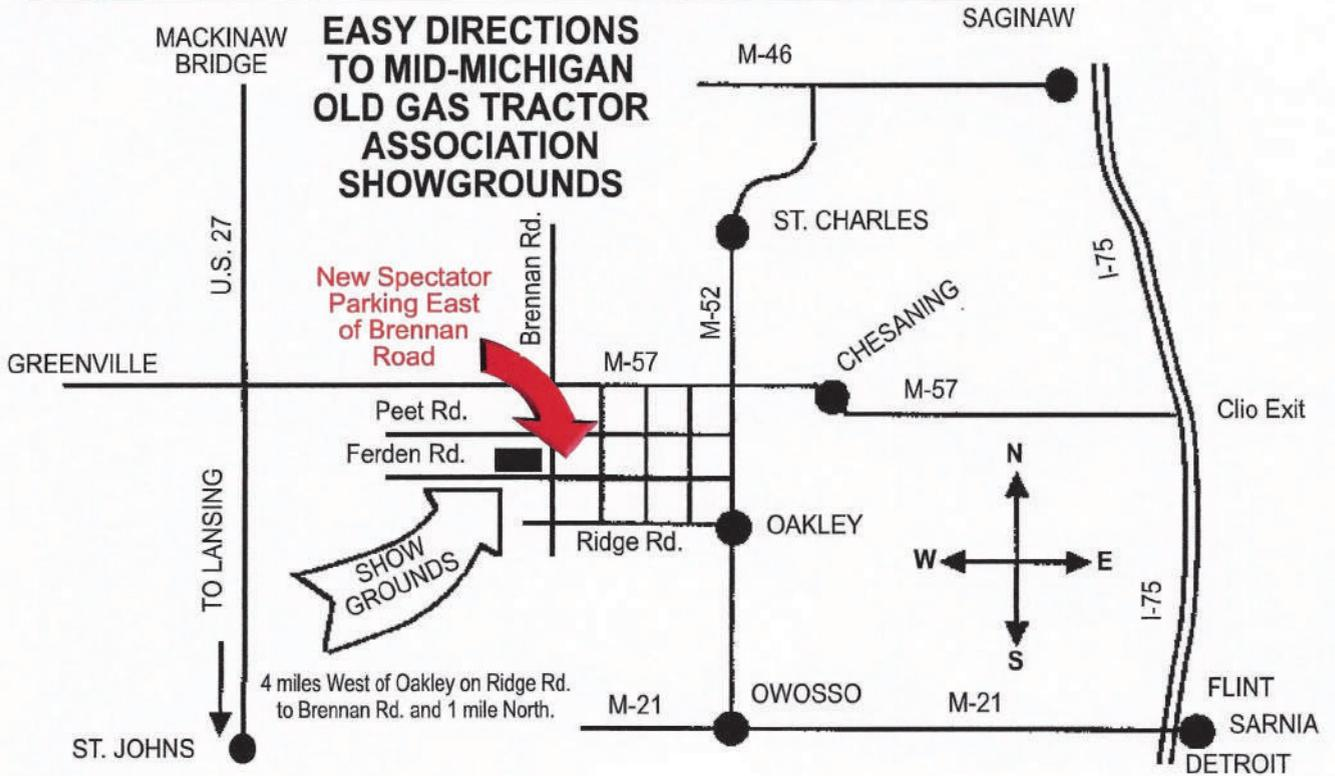 EASY DIRECTIONS
TO MID-MICHIGAN
OLD GAS TRACTOR
ASSOCIATION
SHOWGROUNDS
MACKINAW
BRIDGE
SAGINAW
M-46
U.S. 27
New Spectator
Parking East
of Brennan
Road
Brennan Rd.
ST. CHARLES
M-52
I-75
CHESANING
GREENVILLE
M-57
M-57
Clio Exit
Peet Rd.
Ferden Rd.
N
W
E
S
OAKLEY
Ridge Rd.
SHOW
GROUNDS
TO LANSING
I-75
4 miles West of Oakley on Ridge Rd.
to Brennan Rd. and 1 mile North.
M-21
OWOSSO
M-21
FLINT
SARNIA
DETROIT
ST. JOHNS